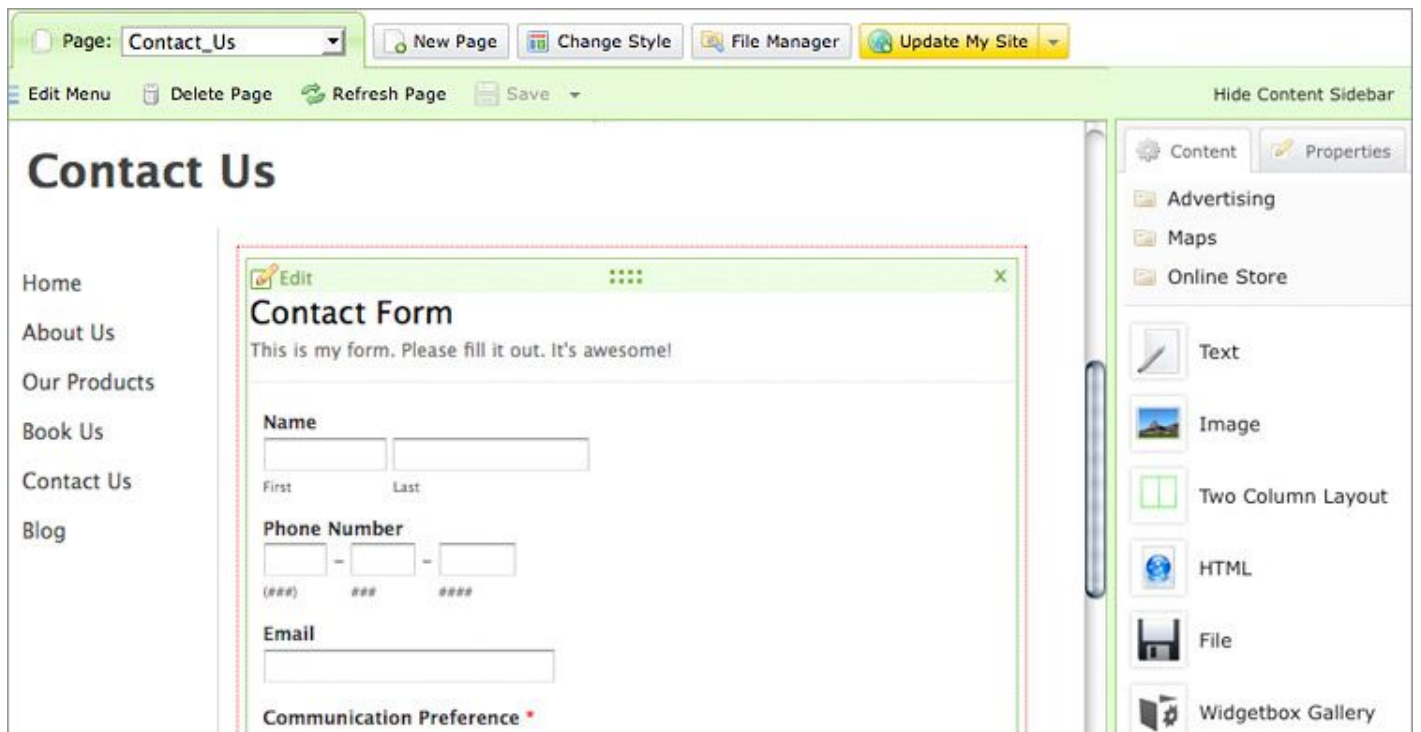 Page: Contact_Us New Page Change Style File Manager Update My Site
Edit Menu Delete Page Refresh Page Save Hide Content Sidebar
Contact Us
Home
About Us
Our Products
Book Us
Contact Us
Blog
Edit x
Contact Form
This is my form. Please fill it out. It's awesome!
Name
First Last
Phone Number
- -
(###) ### ####
Email
Communication Preference *
Content Properties
Advertising
Maps
Online Store
Text
Image
Two Column Layout
HTML
File
Widgetbox Gallery